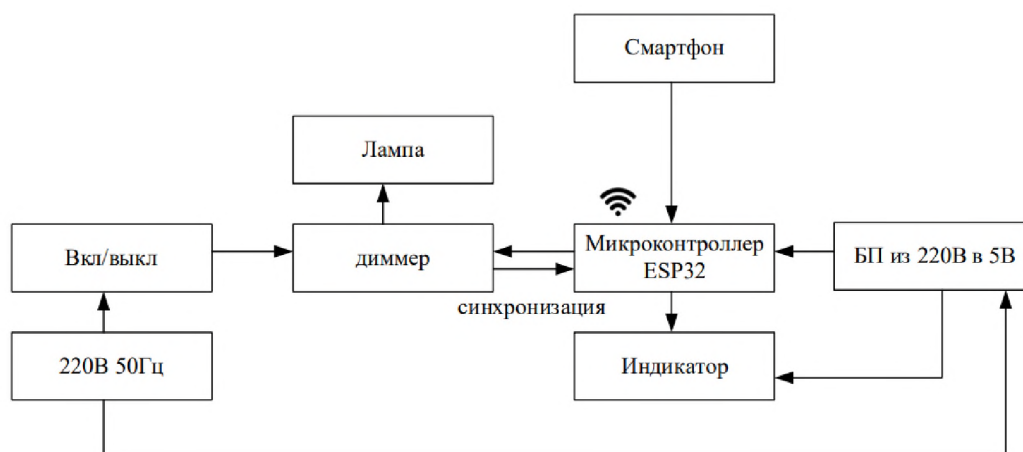 Смартфон
Лампа
Вкл/выкл
диммер
Микроконтроллер
ESP32
БП из 220В в 5В
синхронизация
220В 50Гц
Индикатор